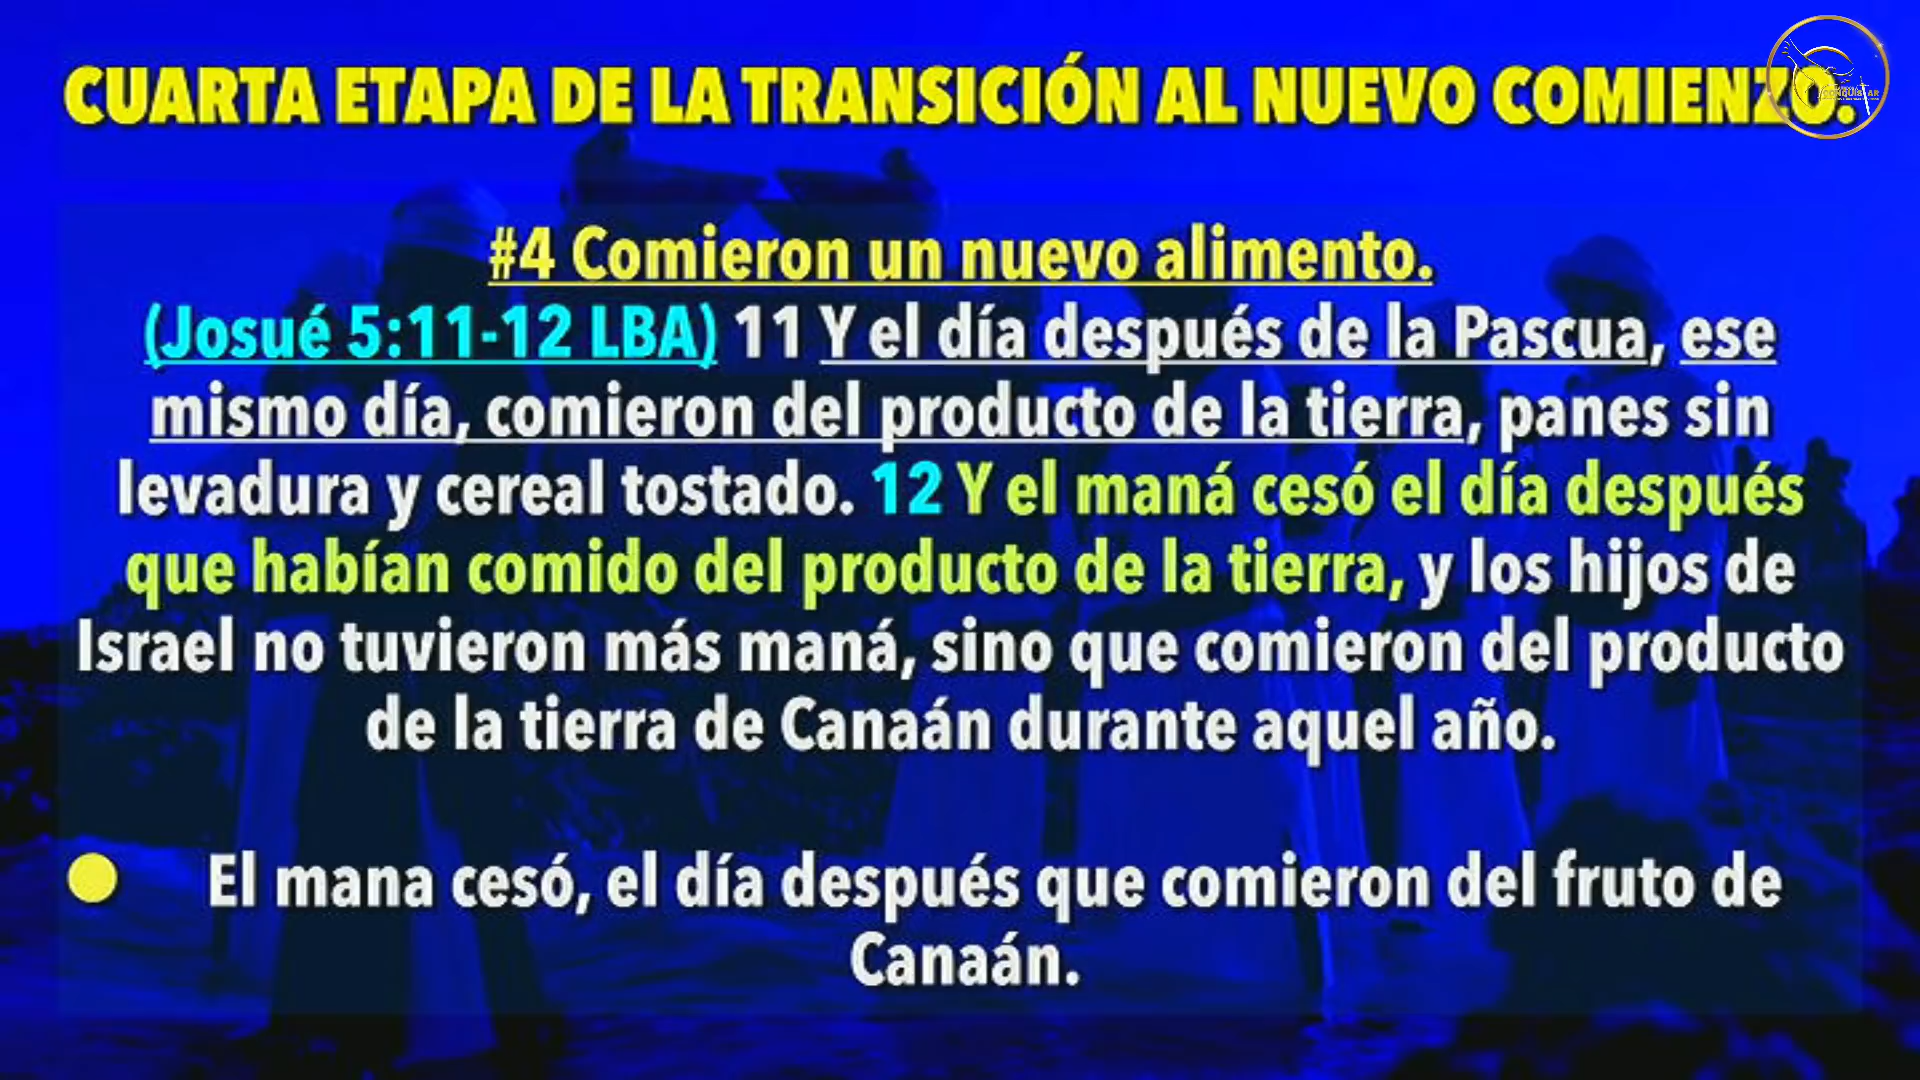 CUARTA ETAPA DE LA TRANSICIÓN AL NUEVO COMIENZO.
#4 Comieron un nuevo alimento.
(Josué 5:11-12 LBA) 11 Y el día después de la Pascua, ese
mismo día, comieron del producto de la tierra, panes sin
levadura y cereal tostado. 12 Y el maná cesó el día después
que habían comido del producto de la tierra, y los hijos de
Israel no tuvieron más maná, sino que comieron del producto
de la tierra de Canaán durante aquel año.
El mana cesó, el día después que comieron del fruto de
Canaán.